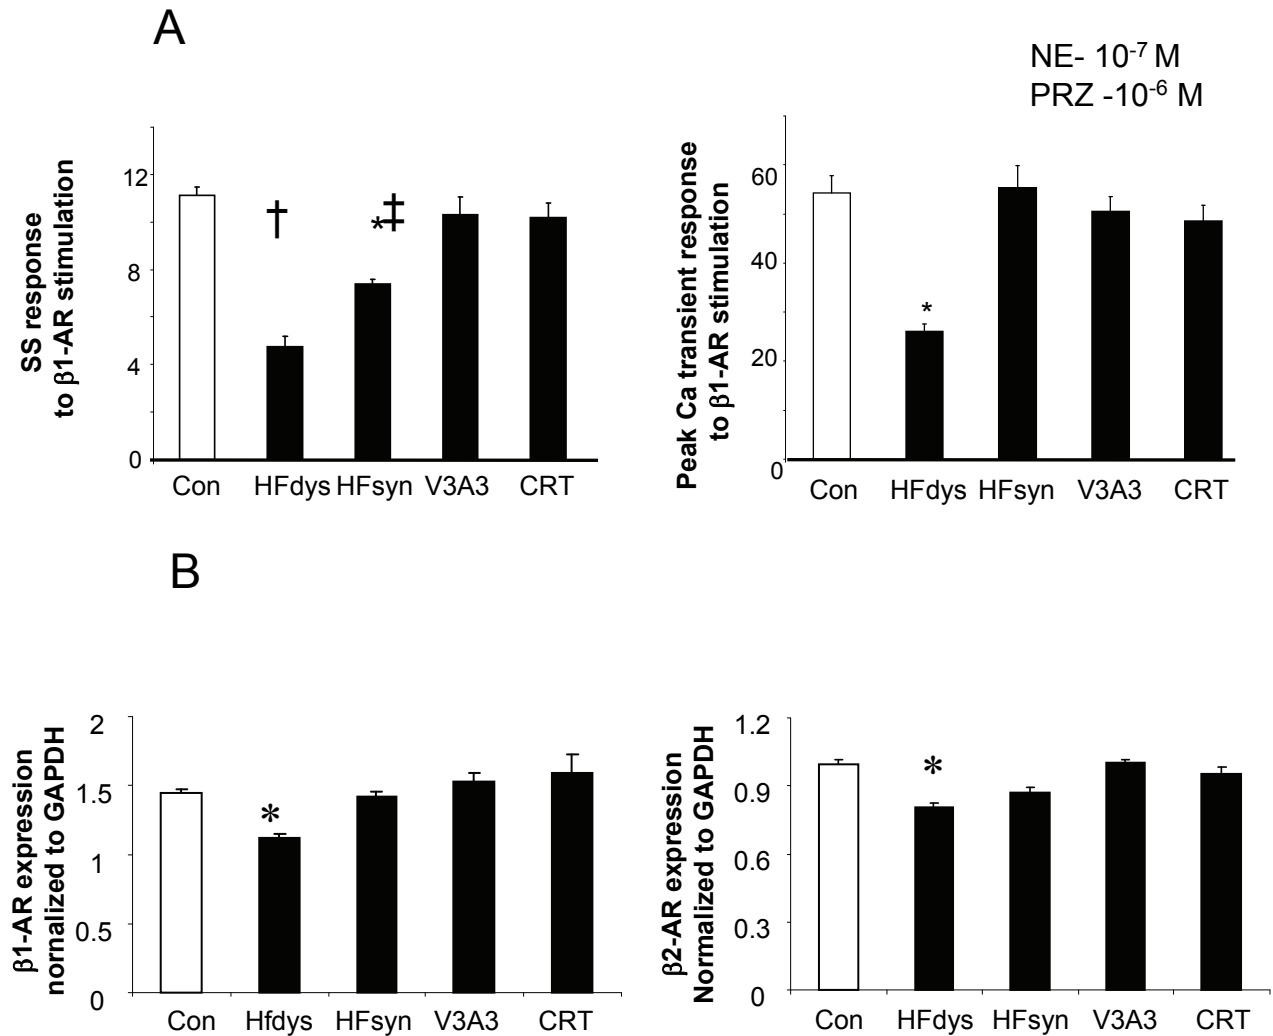 A
NE- 10⁻⁷ M
PRZ -10⁻⁶ M
SS response
to β1-AR stimulation
12
8
4
0
†
*‡
Con HFdys HFsyn V3A3 CRT
Peak Ca transient response
to β1-AR stimulation
60
40
20
0
*
Con HFdys HFsyn V3A3 CRT
B
β1-AR expression
nornalized to GAPDH
2
1.5
1
0.5
0
*
Con Hfdys HFsyn V3A3 CRT
β2-AR expression
Normalized to GAPDH
1.2
0.9
0.6
0.3
0
*
Con HFdys HFsyn V3A3 CRT